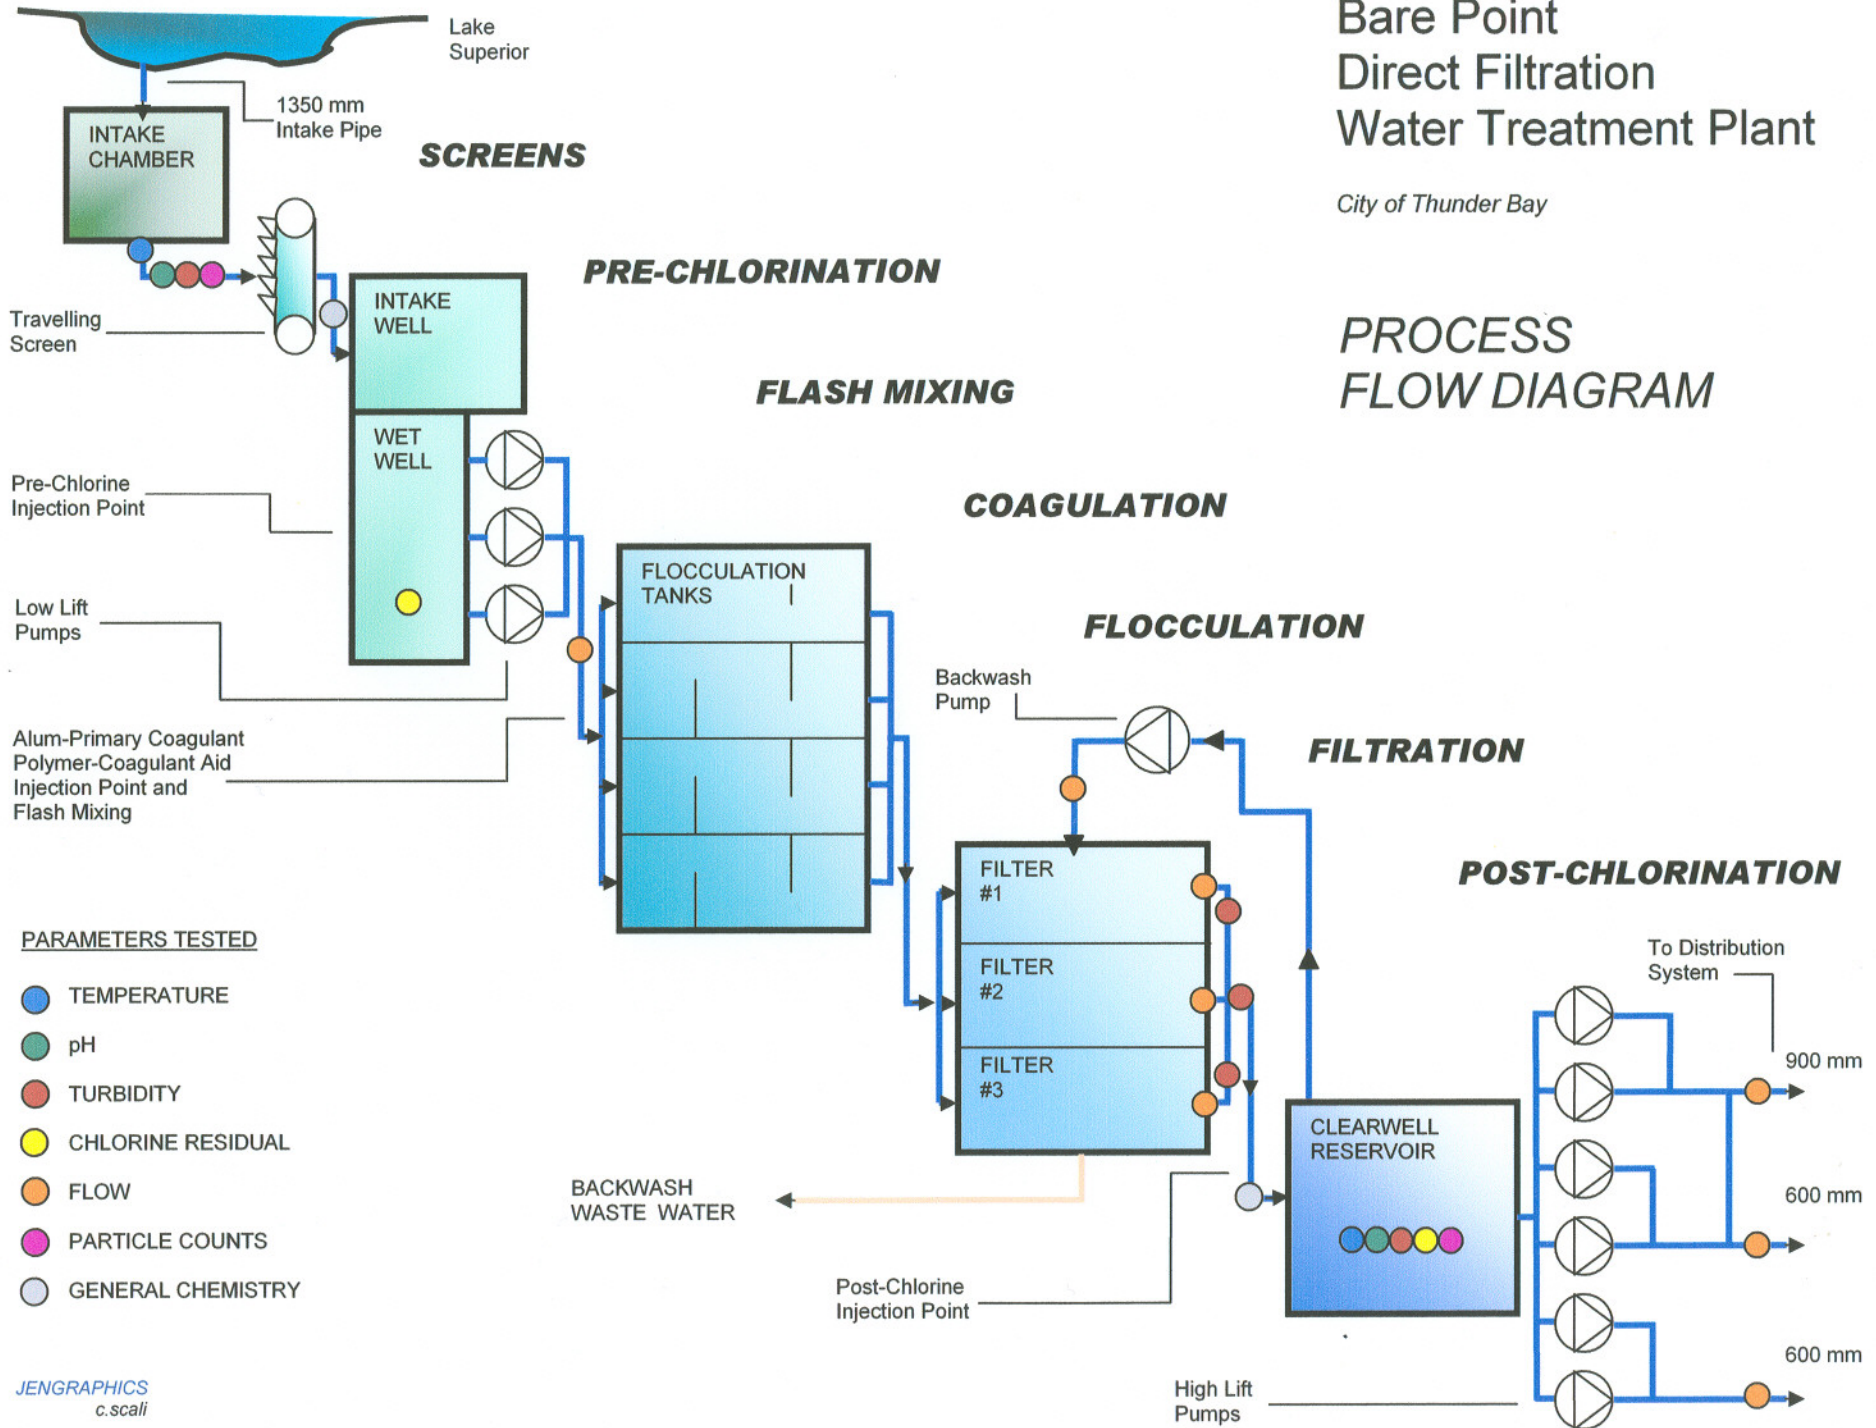 Lake
Superior
Bare Point
Direct Filtration
Water Treatment Plant
City of Thunder Bay
PROCESS
FLOW DIAGRAM
1350 mm
Intake Pipe
INTAKE
CHAMBER
SCREENS
PRE-CHLORINATION
Travelling
Screen
INTAKE
WELL
FLASH MIXING
WET
WELL
Pre-Chlorine
Injection Point
COAGULATION
Low Lift
Pumps
FLOCCULATION
TANKS
FLOCCULATION
Backwash
Pump
Alum-Primary Coagulant
Polymer-Coagulant Aid
Injection Point and
Flash Mixing
FILTRATION
FILTER
#1
FILTER
#2
FILTER
#3
POST-CHLORINATION
To Distribution
System
900 mm
600 mm
600 mm
CLEARWELL
RESERVOIR
BACKWASH
WASTE WATER
Post-Chlorine
Injection Point
High Lift
Pumps
PARAMETERS TESTED
TEMPERATURE
pH
TURBIDITY
CHLORINE RESIDUAL
FLOW
PARTICLE COUNTS
GENERAL CHEMISTRY
JENGRAPHICS
c.scali